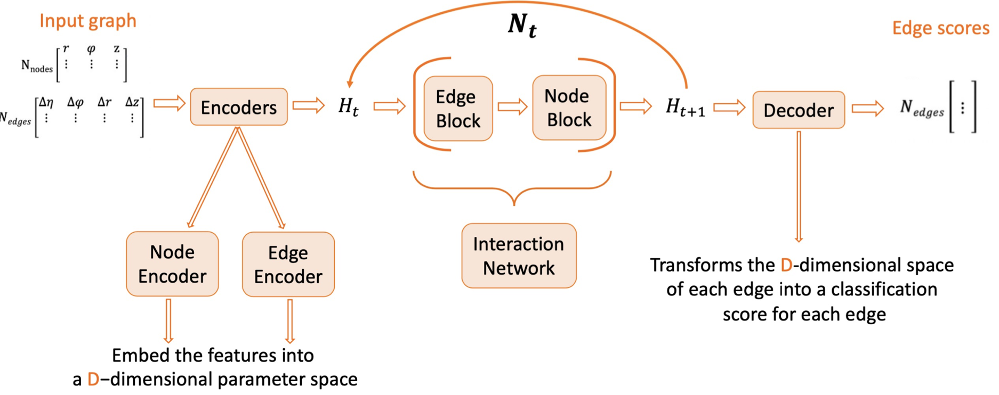 Input graph
N_t
Edge scores
r φ z
N_nodes ⋮ ⋮ ⋮
Δη Δφ Δr Δz
N_edges ⋮ ⋮ ⋮ ⋮
Encoders
H_t
Edge
Block
Node
Block
H_{t+1}
Decoder
N_edges ⋮
Node
Encoder
Edge
Encoder
Interaction
Network
Transforms the D-dimensional space
of each edge into a classification
score for each edge
Embed the features into
a D−dimensional parameter space